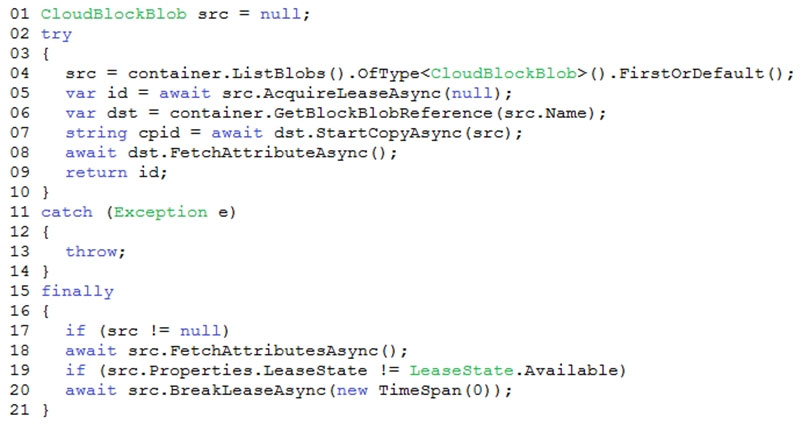 01 CloudBlockBlob src = null;
02 try
03 {
04   src = container.ListBlobs().OfType<CloudBlockBlob>().FirstOrDefault();
05   var id = await src.AcquireLeaseAsync(null);
06   var dst = container.GetBlockBlobReference(src.Name);
07   string cpid = await dst.StartCopyAsync(src);
08   await dst.FetchAttributeAsync();
09   return id;
10 }
11 catch (Exception e)
12 {
13   throw;
14 }
15 finally
16 {
17   if (src != null)
18   await src.FetchAttributesAsync();
19   if (src.Properties.LeaseState != LeaseState.Available)
20   await src.BreakLeaseAsync(new TimeSpan(0));
21 }